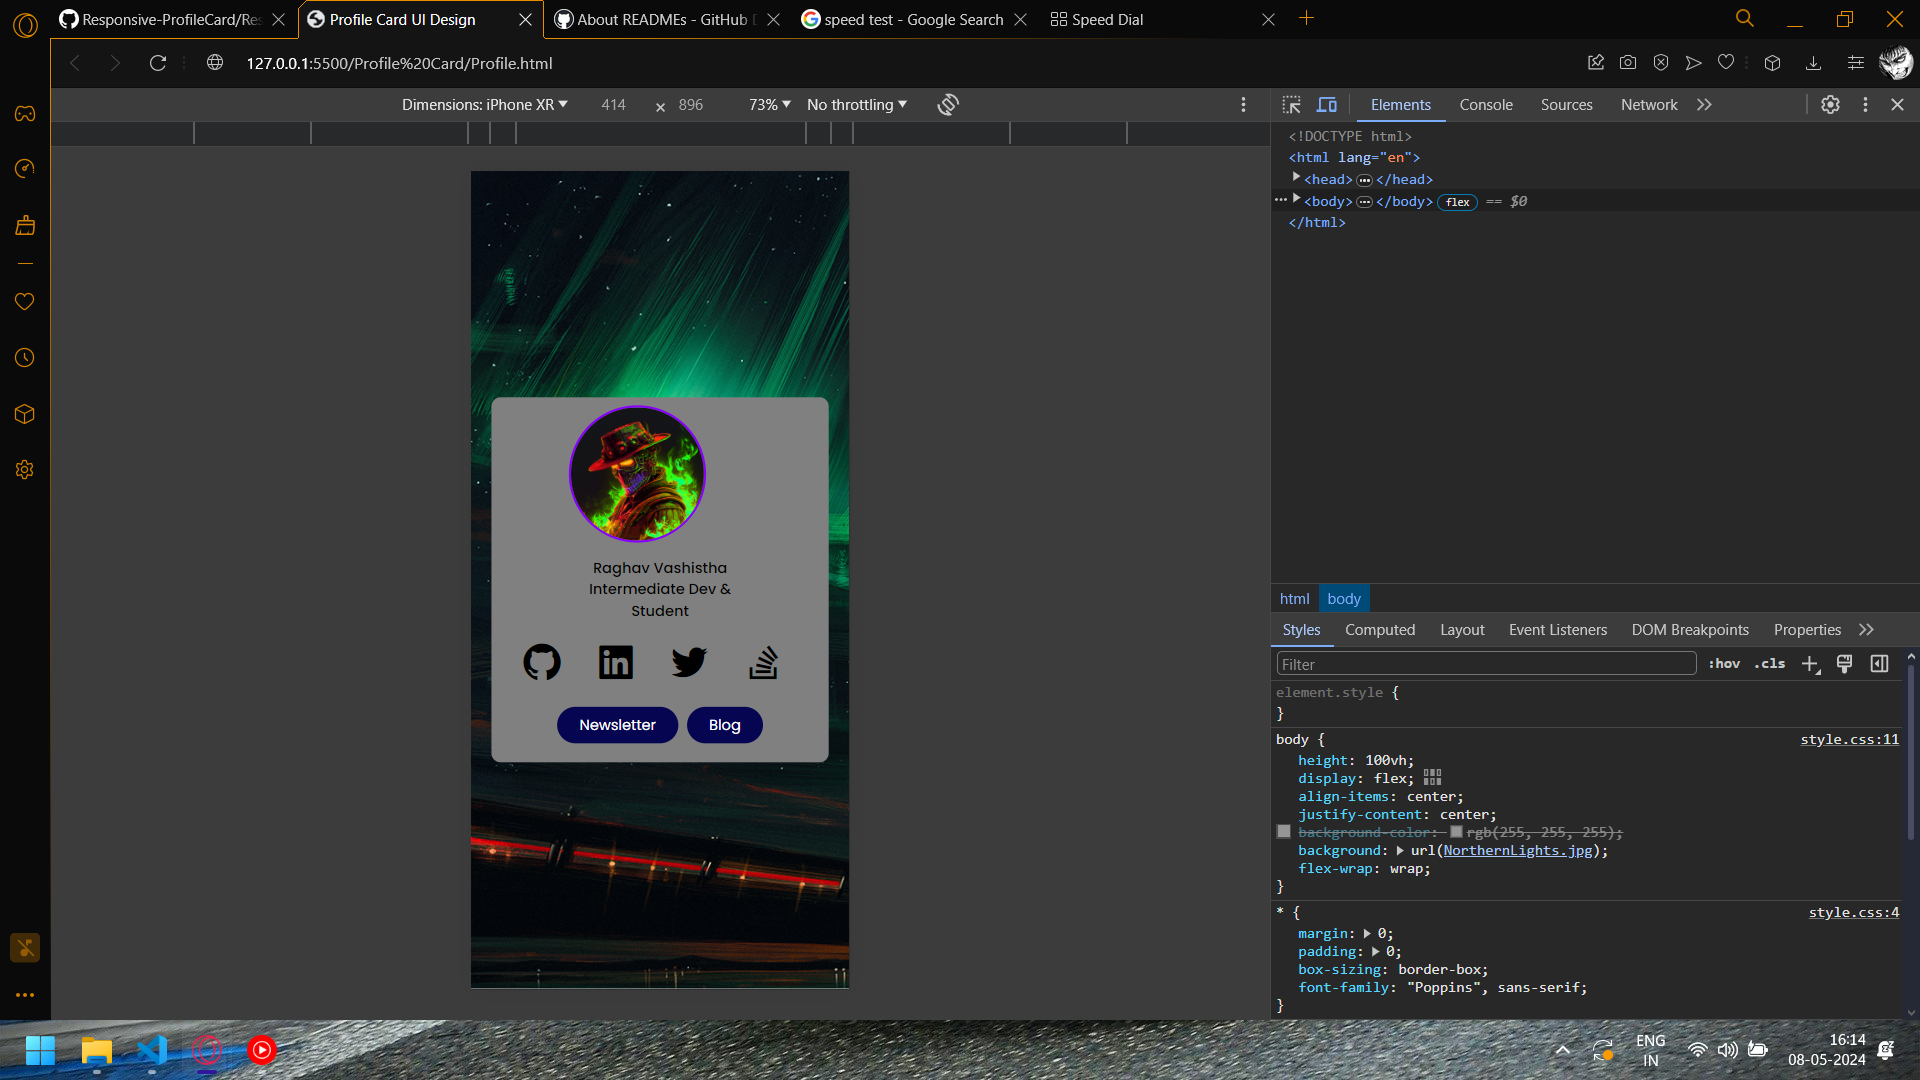 Responsive-ProfileCard/Res
Profile Card UI Design
About READMEs - GitHub D
speed test - Google Search
Speed Dial
127.0.0.1:5500/Profile%20Card/Profile.html
Dimensions: iPhone XR 414 × 896 73% No throttling
Elements Console Sources Network
<!DOCTYPE html>
<html lang="en">
<head> ••• </head>
••• <body> ••• </body> flex == $0
</html>
Raghav Vashistha
Intermediate Dev &
Student
in
Newsletter Blog
html body
Styles Computed Layout Event Listeners DOM Breakpoints Properties
Filter :hov .cls
element.style {
}
body { style.css:11
height: 100vh;
display: flex;
align-items: center;
justify-content: center;
background-color: rgb(255, 255, 255);
background: url(NorthernLights.jpg);
flex-wrap: wrap;
}
* { style.css:4
margin: 0;
padding: 0;
box-sizing: border-box;
font-family: "Poppins", sans-serif;
}
ENG
IN
16:14
08-05-2024